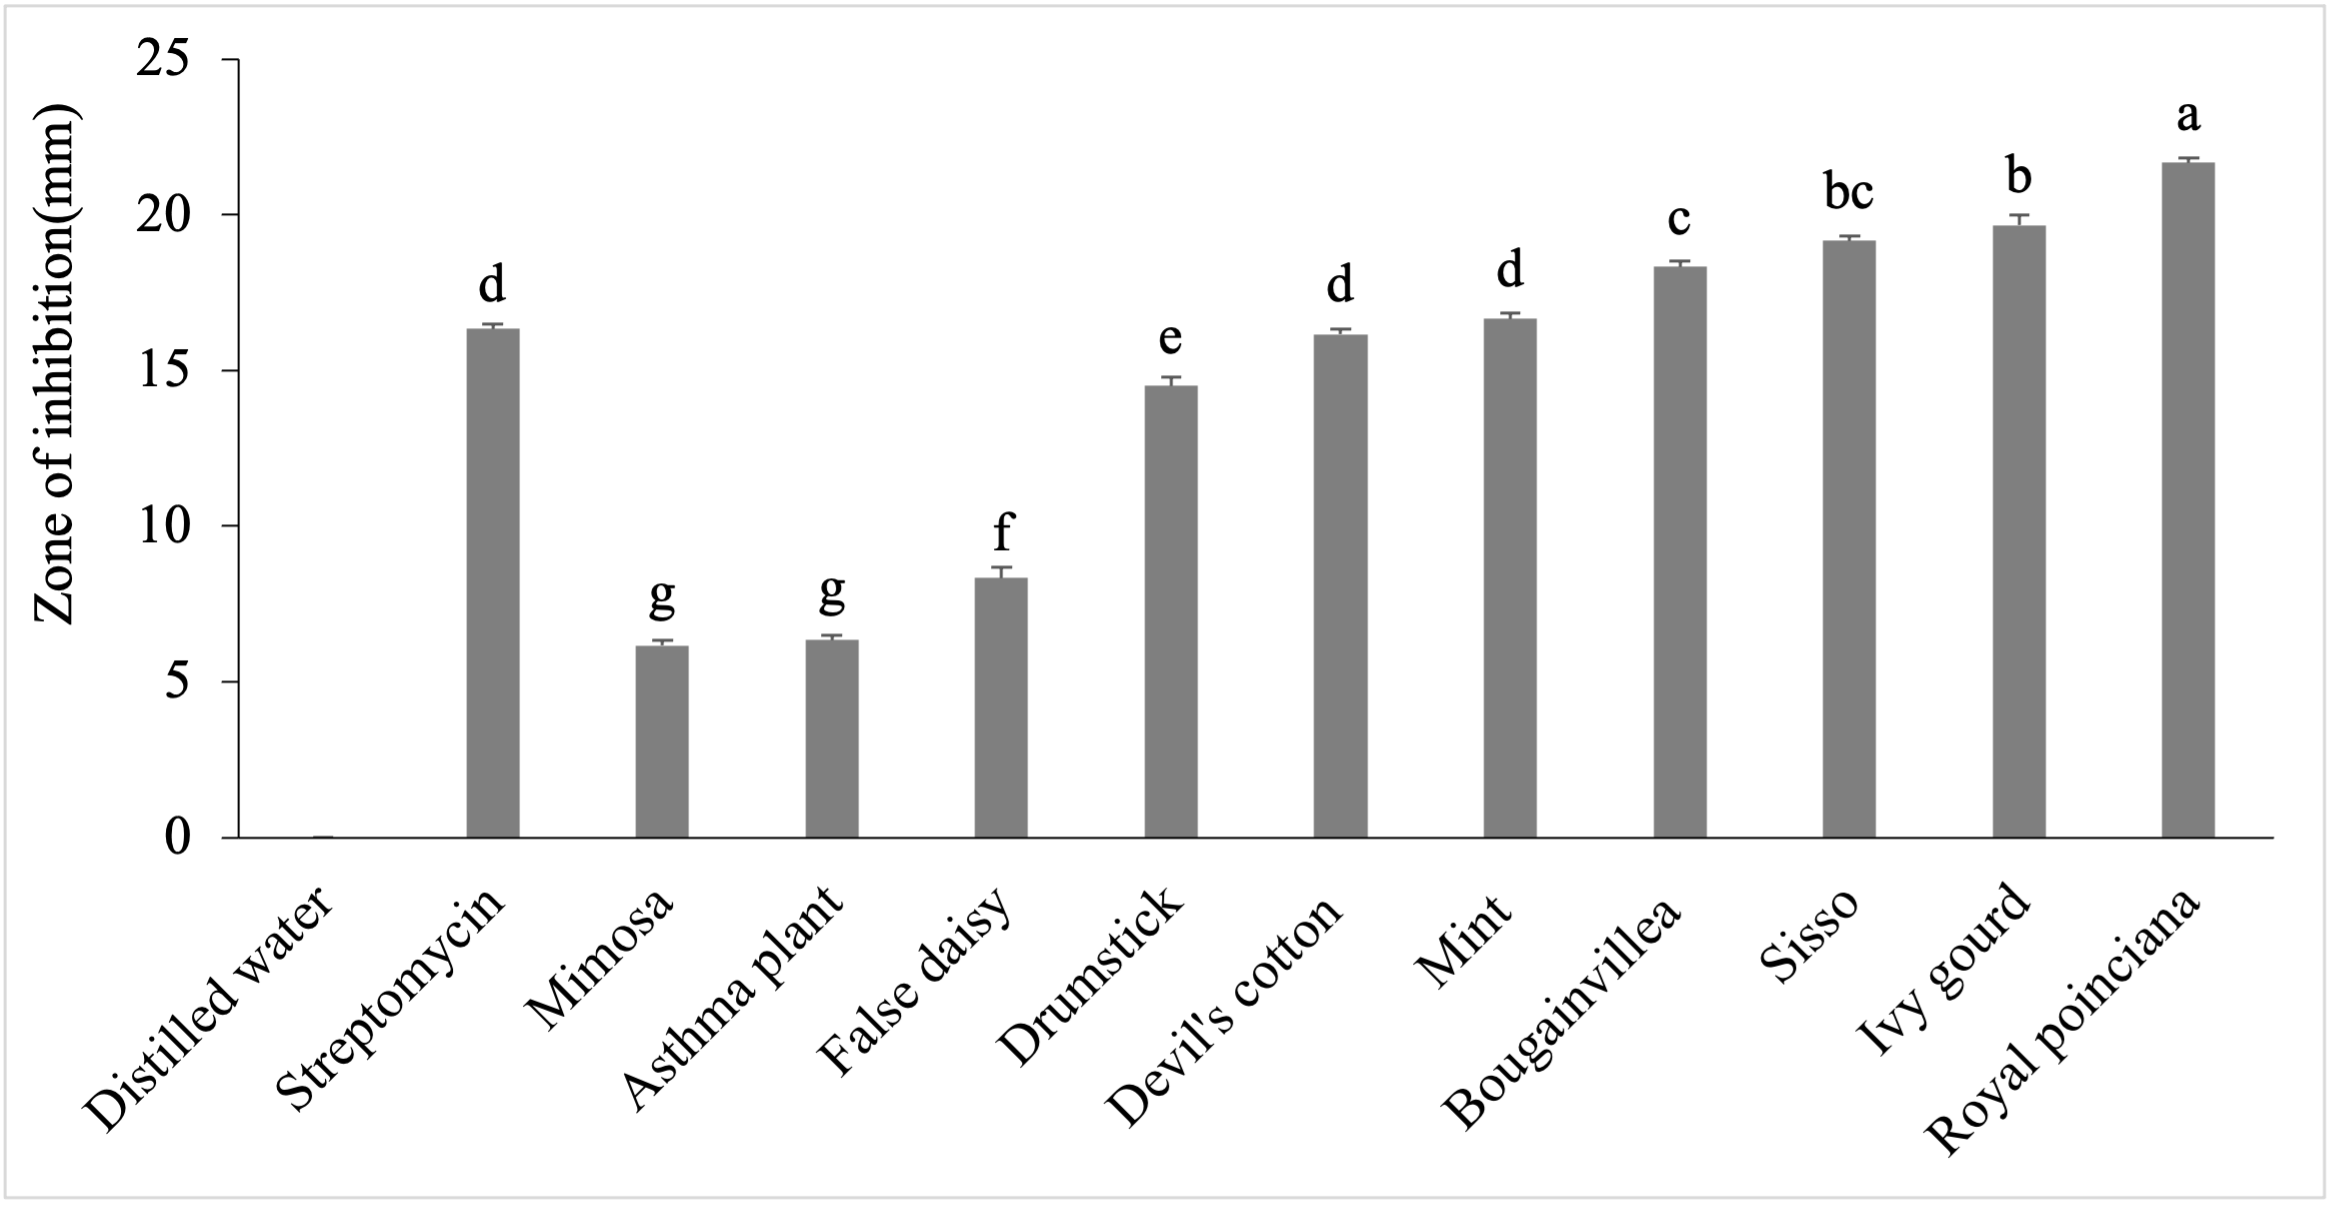 Zone of inhibition(mm)
25
20
15
10
5
0
d
g
g
f
e
d
d
c
bc
b
a
Distilled water
Streptomycin
Mimosa
Asthma plant
False daisy
Drumstick
Devil's cotton
Mint
Bougainvillea
Sisso
Ivy gourd
Royal poinciana